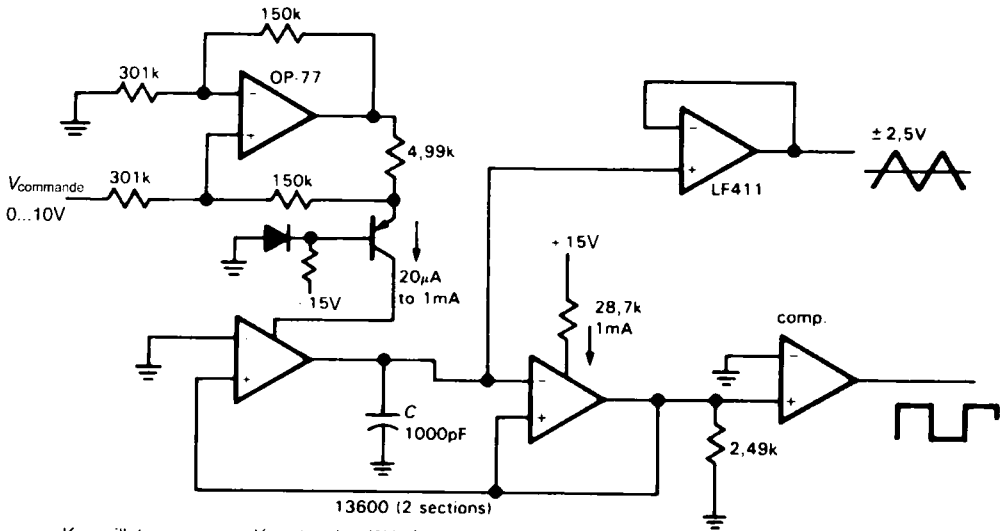 150k
301k
OP-77
-
+
4,99k
± 2,5V
-
+
LF411
Vcommande
0...10V
301k
150k
20µA
to 1mA
15V
+ 15V
28,7k
1mA
comp.
+
-
+
-
+
C
1000pF
2,49k
13600 (2 sections)